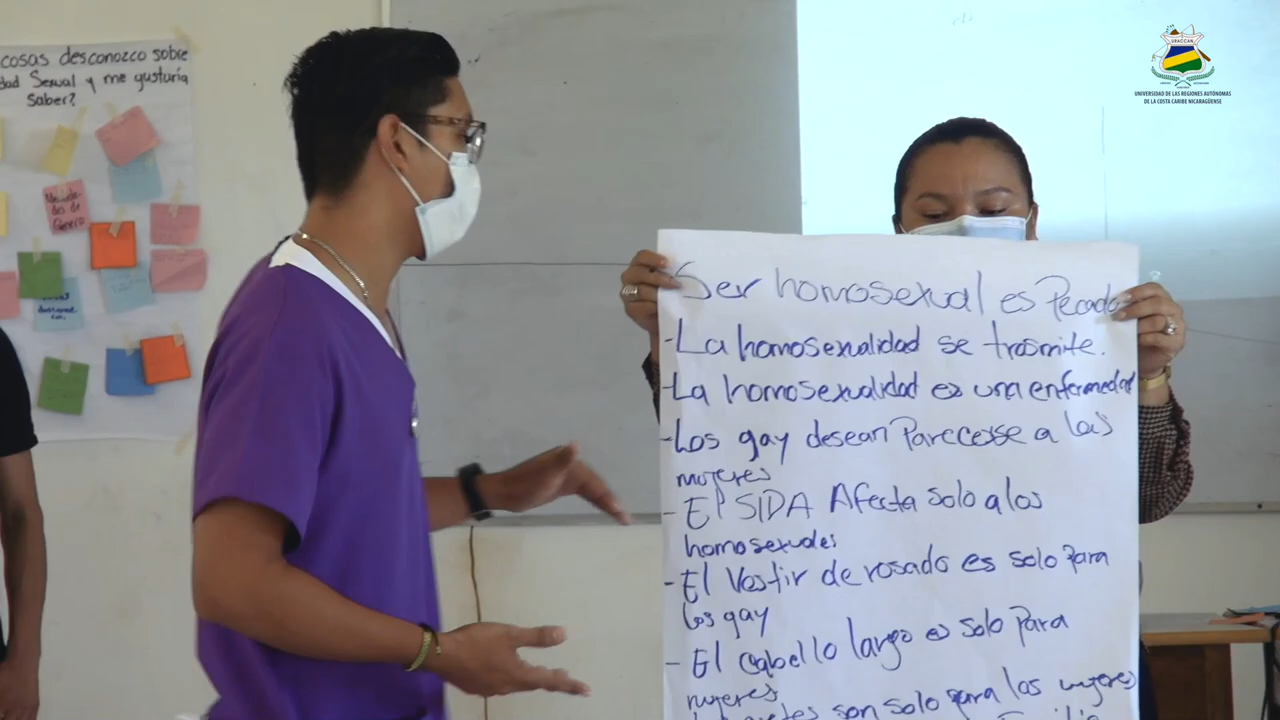 cosas desconozco sobre
dad Sexual y me gustaría
saber?
URACCAN
UNIVERSIDAD DE LAS REGIONES AUTÓNOMAS
DE LA COSTA CARIBE NICARAGÜENSE
Ser homosexual es Pecado
-La homosexualidad se trasmite.
-La homosexualidad es una enfermedad
-Los gay desean Parecerse a las
mujeres
- El SIDA Afecta solo a los
homosexuales
- El Vestir de rosado es solo para
los gay
- El cabello largo es solo Para
mujeres
son solo para las mujeres